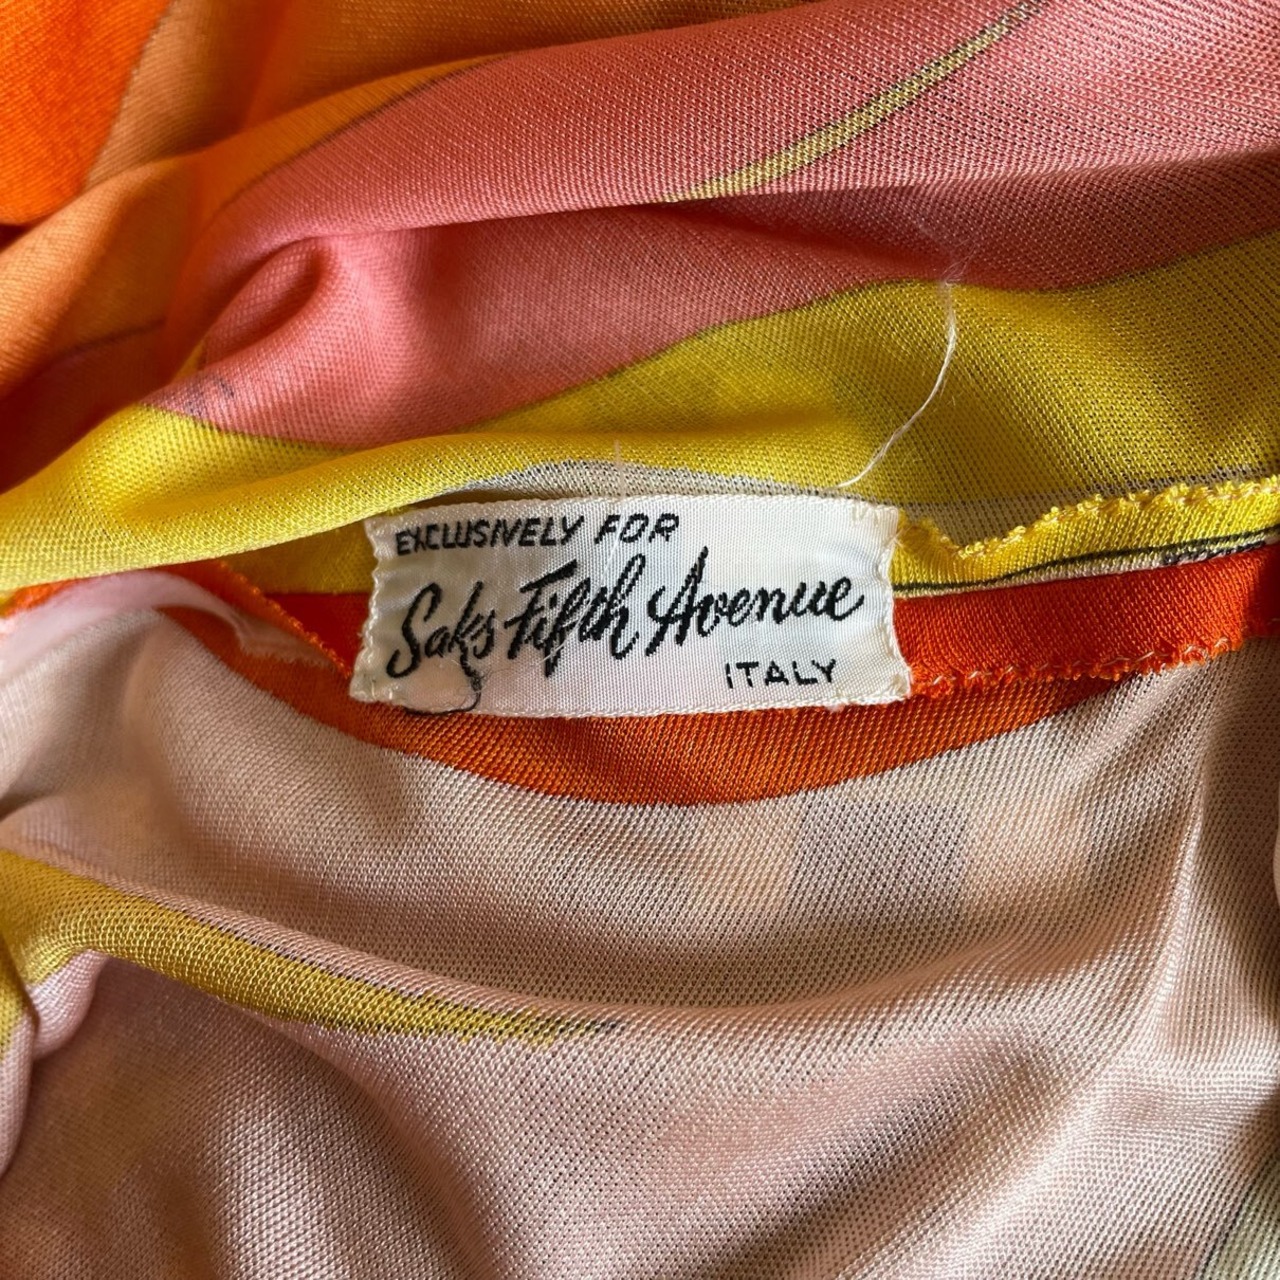 EXCLUSIVELY FOR
Saks Fifth Avenue
ITALY